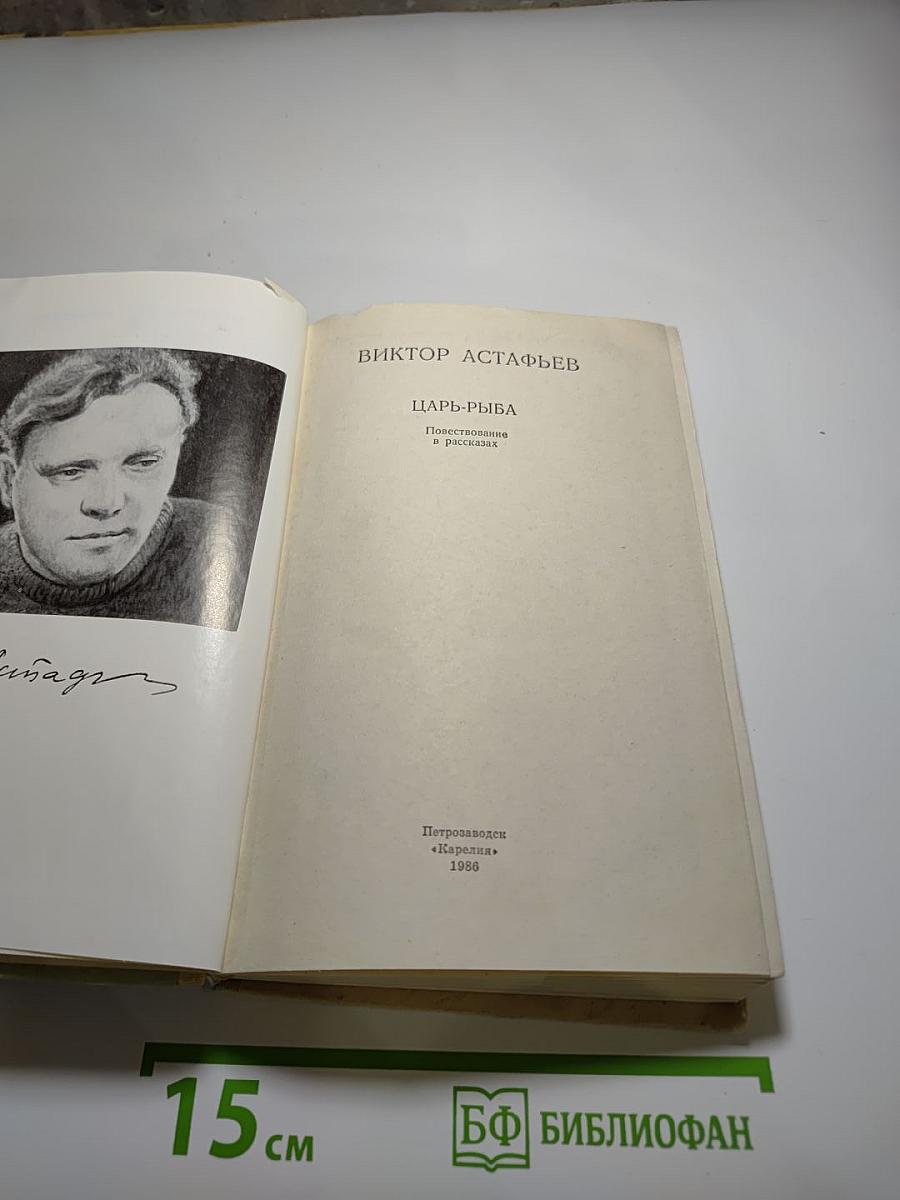 ВИКТОР АСТАФЬЕВ
ЦАРЬ-РЫБА
Повествование
в рассказах
Петрозаводск
«Карелия»
1986
15 см
БФ БИБЛИОФАН